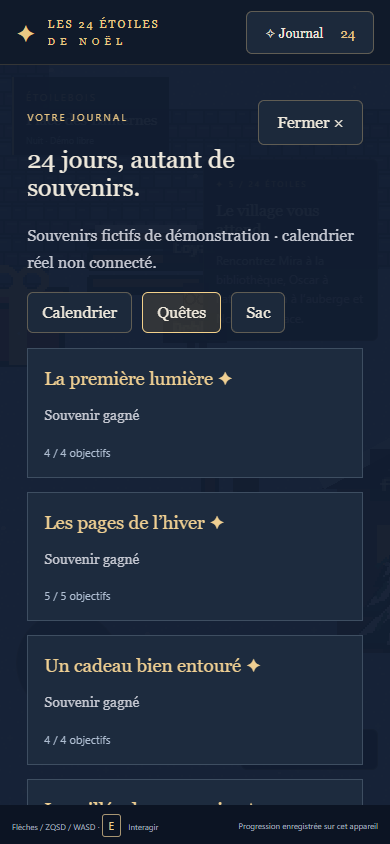 LES 24 ÉTOILES
DE NOËL
✧ Journal 24
VOTRE JOURNAL
Fermer ×
24 jours, autant de
souvenirs.
Souvenirs fictifs de démonstration · calendrier
réel non connecté.
Calendrier
Quêtes
Sac
La première lumière ✦
Souvenir gagné
4 / 4 objectifs
Les pages de l’hiver ✦
Souvenir gagné
5 / 5 objectifs
Un cadeau bien entouré ✦
Souvenir gagné
4 / 4 objectifs
Flèches / ZQSD / WASD · E Interagir
Progression enregistrée sur cet appareil